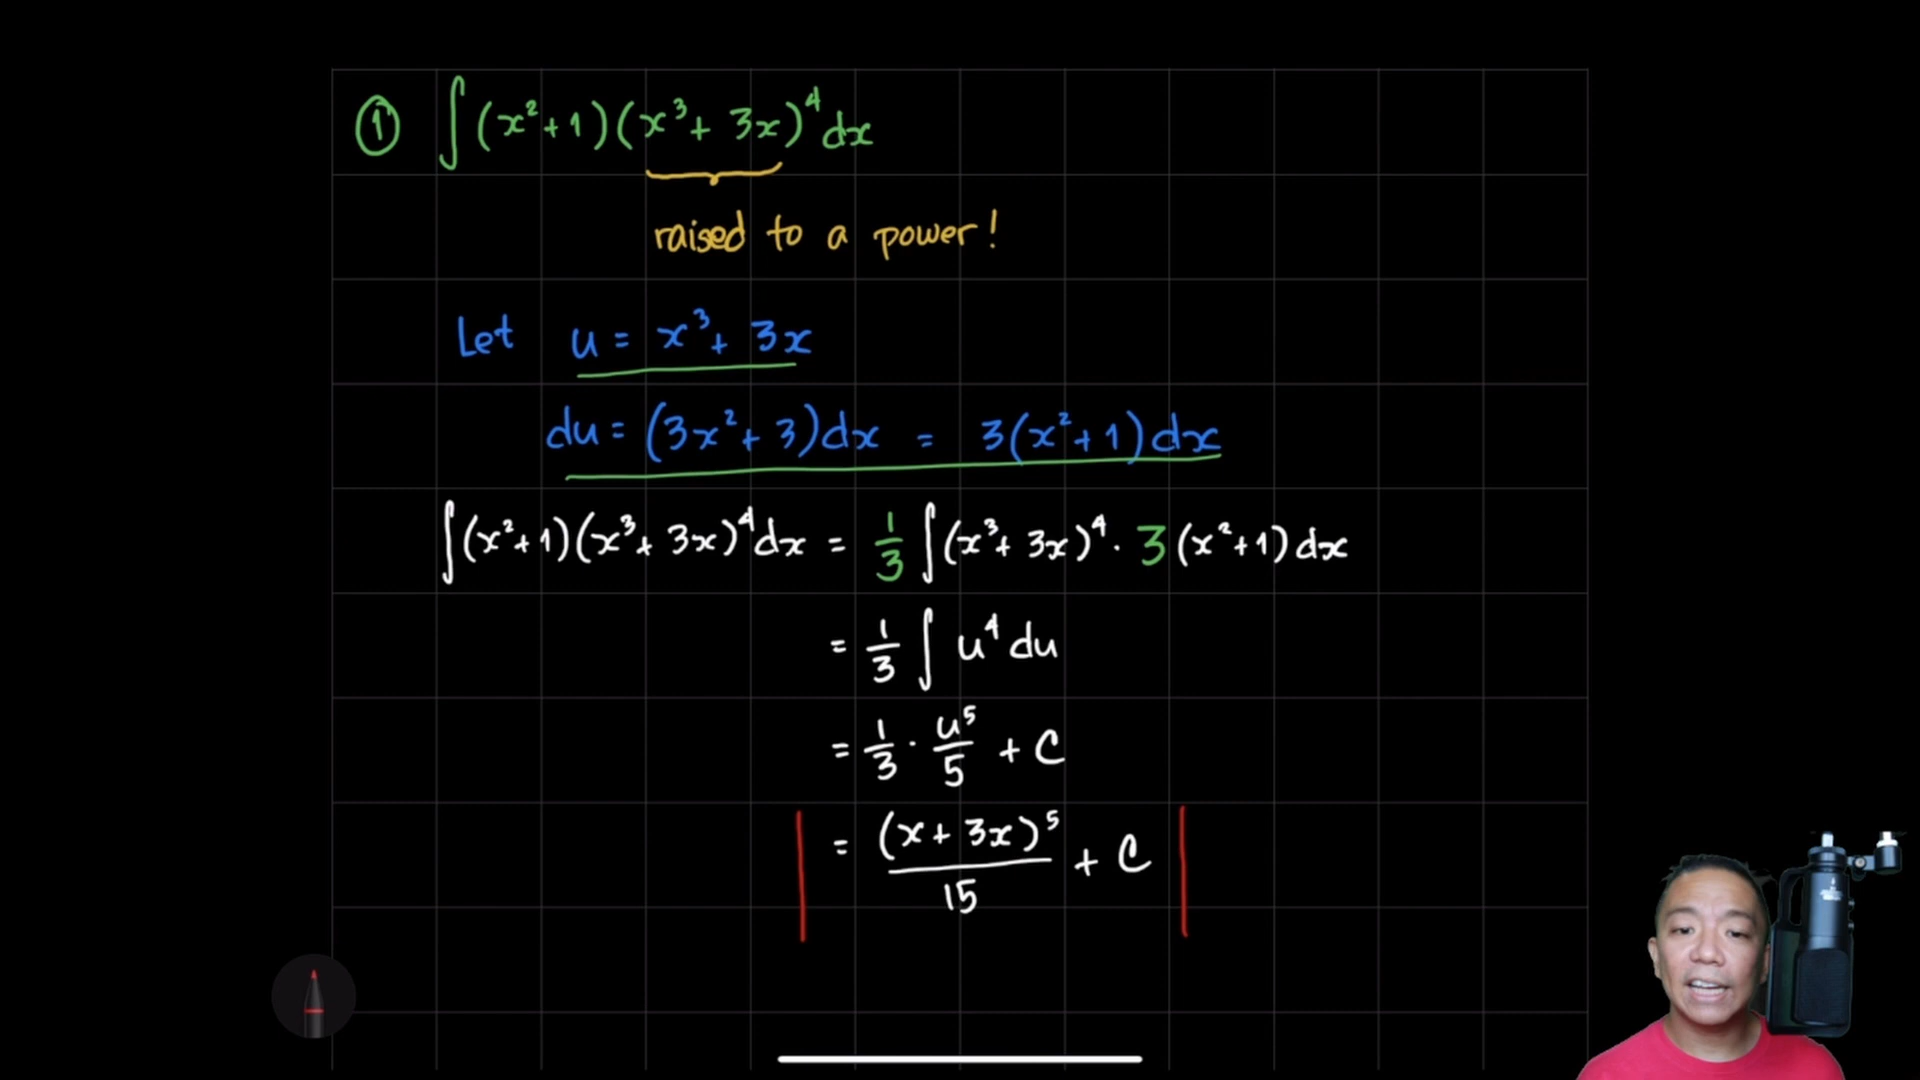 ① ∫(x²+1)(x³+ 3x)⁴dx
raised to a power!
Let u = x³+ 3x
du = (3x²+ 3)dx = 3(x²+1)dx
∫(x²+1)(x³+ 3x)⁴dx = 1/3 ∫(x³+ 3x)⁴ · 3(x²+1)dx
= 1/3 ∫ u⁴ du
= 1/3 · u⁵/5 + C
= (x+ 3x)⁵/15 + C